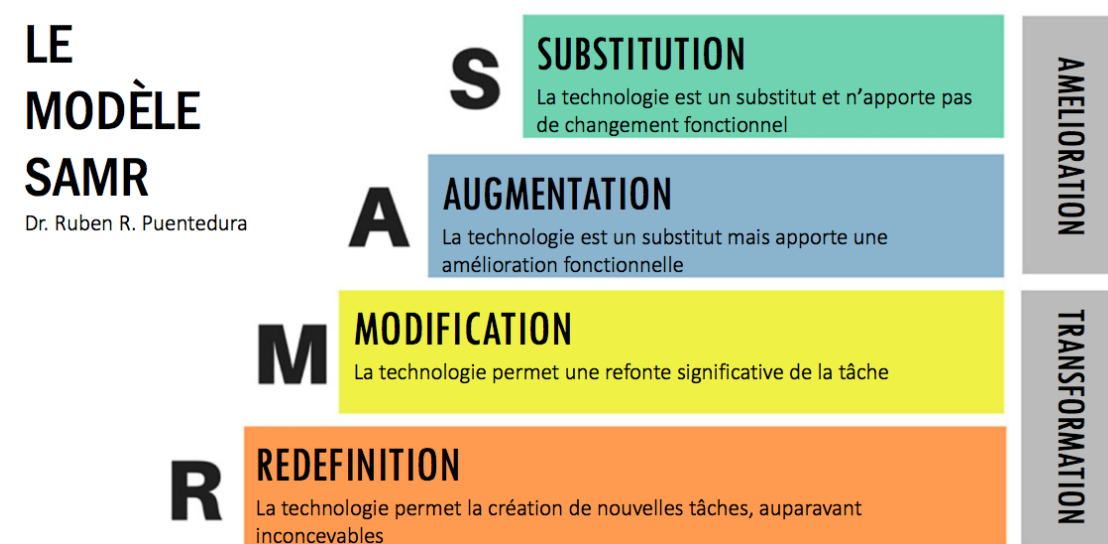 LE
MODÈLE
SAMR
Dr. Ruben R. Puentedura
S
SUBSTITUTION
La technologie est un substitut et n’apporte pas
de changement fonctionnel
A
AUGMENTATION
La technologie est un substitut mais apporte une
amélioration fonctionnelle
AMELIORATION
M
MODIFICATION
La technologie permet une refonte significative de la tâche
R
REDEFINITION
La technologie permet la création de nouvelles tâches, auparavant
inconcevables
TRANSFORMATION